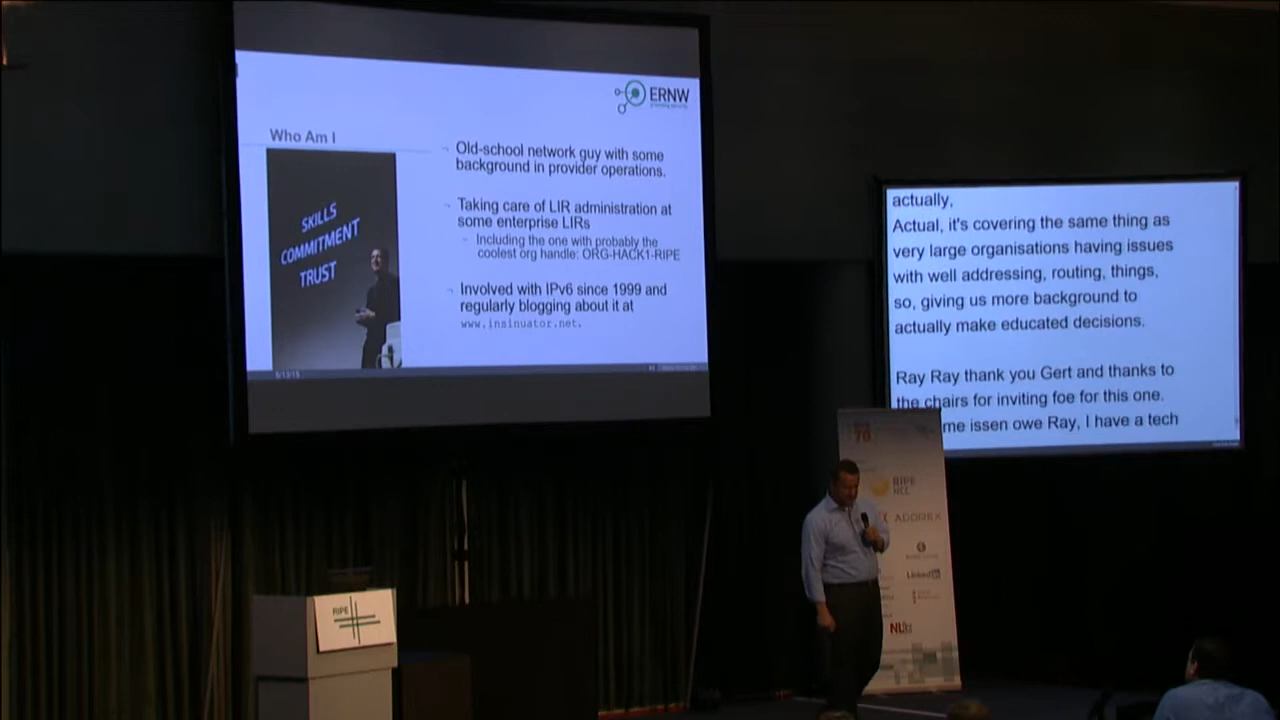 ERNW
Who Am I
SKILLS
COMMITMENT
TRUST
Old-school network guy with some
background in provider operations.
Taking care of LIR administration at
some enterprise LIRs
Including the one with probably the
coolest org handle: ORG-HACK1-RIPE
Involved with IPv6 since 1999 and
regularly blogging about it at
www.insinuator.net.
actually,
Actual, it's covering the same thing as
very large organisations having issues
with well addressing, routing, things,
so, giving us more background to
actually make educated decisions.
Ray Ray thank you Gert and thanks to
the chairs for inviting foe for this one.
me issen owe Ray, I have a tech
70
RIPE
NCC
ADDREX
LinkedIn
RIPE